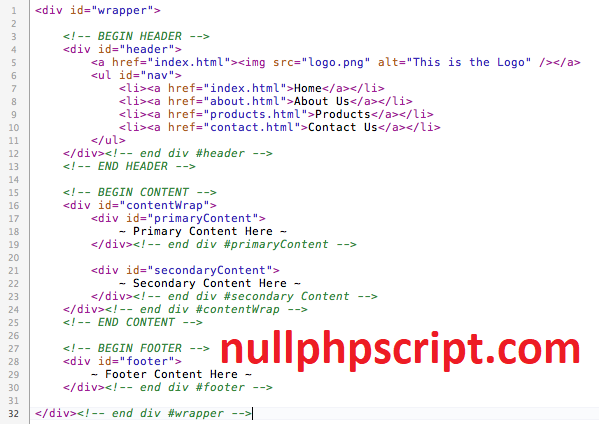 1 <div id="wrapper">
2
3 <!-- BEGIN HEADER -->
4 <div id="header">
5 <a href="index.html"><img src="logo.png" alt="This is the Logo" /></a>
6 <ul id="nav">
7 <li><a href="index.html">Home</a></li>
8 <li><a href="about.html">About Us</a></li>
9 <li><a href="products.html">Products</a></li>
10 <li><a href="contact.html">Contact Us</a></li>
11 </ul>
12 </div><!-- end div #header -->
13 <!-- END HEADER -->
14
15 <!-- BEGIN CONTENT -->
16 <div id="contentWrap">
17 <div id="primaryContent">
18 ~ Primary Content Here ~
19 </div><!-- end div #primaryContent -->
20
21 <div id="secondaryContent">
22 ~ Secondary Content Here ~
23 </div><!-- end div #secondary Content -->
24 </div><!-- end div #contentWrap -->
25 <!-- END CONTENT -->
26
27 <!-- BEGIN FOOTER -->
28 <div id="footer">
29 ~ Footer Content Here ~
30 </div><!-- end div #footer -->
31
32 </div><!-- end div #wrapper -->
nullphpscript.com